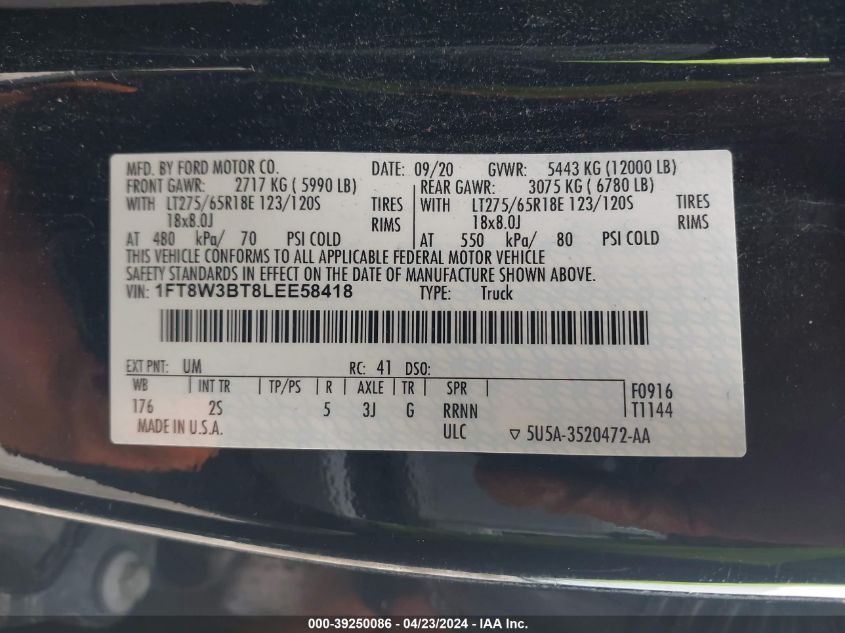 MFD. BY FORD MOTOR CO. DATE: 09/20 GVWR: 5443 KG (12000 LB)
FRONT GAWR: 2717 KG ( 5990 LB) REAR GAWR: 3075 KG ( 6780 LB)
WITH LT275/65R18E 123/120S TIRES WITH LT275/65R18E 123/120S TIRES
18x8.0J RIMS 18x8.0J RIMS
AT 480 kPa/ 70 PSI COLD AT 550 kPa/ 80 PSI COLD
THIS VEHICLE CONFORMS TO ALL APPLICABLE FEDERAL MOTOR VEHICLE
SAFETY STANDARDS IN EFFECT ON THE DATE OF MANUFACTURE SHOWN ABOVE.
VIN: 1FT8W3BT8LEE58418 TYPE: Truck
EXT PNT: UM RC: 41 DSO:
WB INT TR TP/PS R AXLE TR SPR F0916
176 2S 5 3J G RRNN T1144
MADE IN U.S.A. ULC ▽ 5U5A-3520472-AA
000-39250086 - 04/23/2024 - IAA Inc.